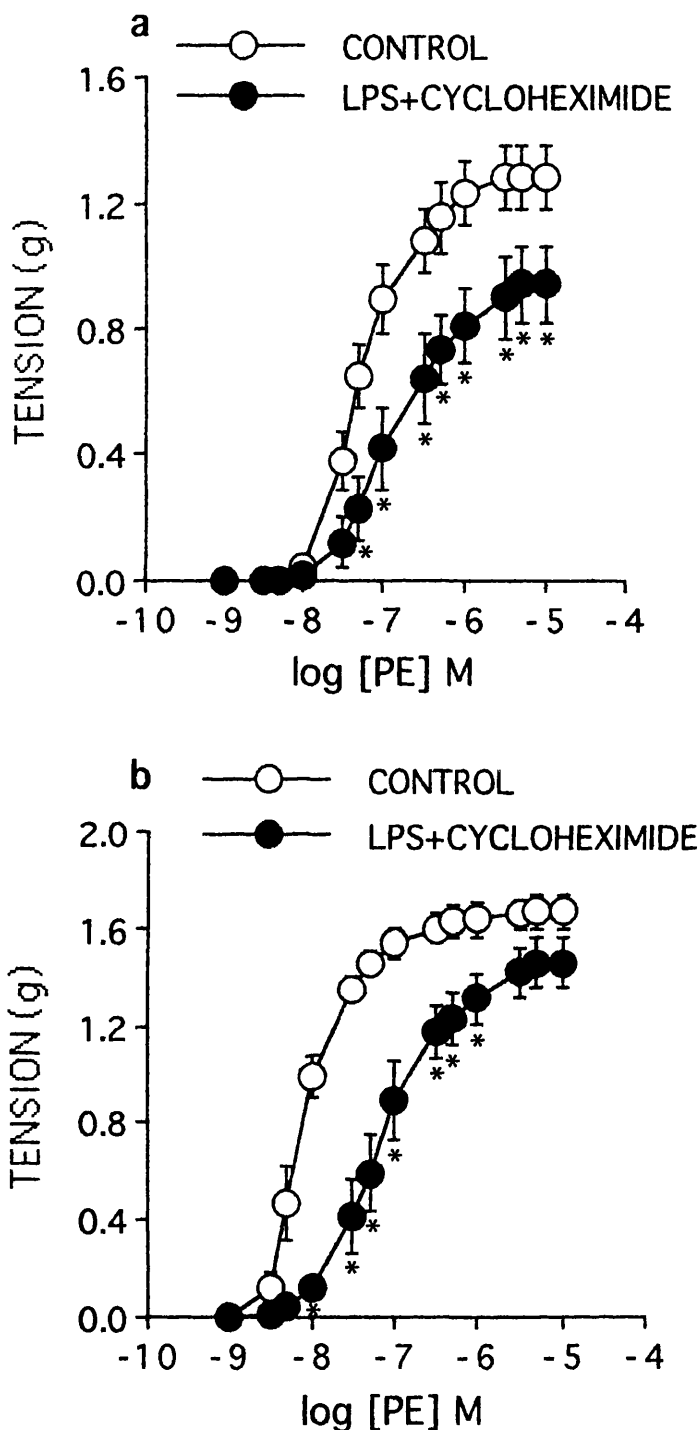 a
CONTROL
LPS+CYCLOHEXIMIDE
1.6
1.2
0.8
0.4
0.0
TENSION (g)
* * * * * * * *
-10 -9 -8 -7 -6 -5 -4
log [PE] M
b
CONTROL
LPS+CYCLOHEXIMIDE
2.0
1.6
1.2
0.8
0.4
0.0
TENSION (g)
* * * * * * *
-10 -9 -8 -7 -6 -5 -4
log [PE] M